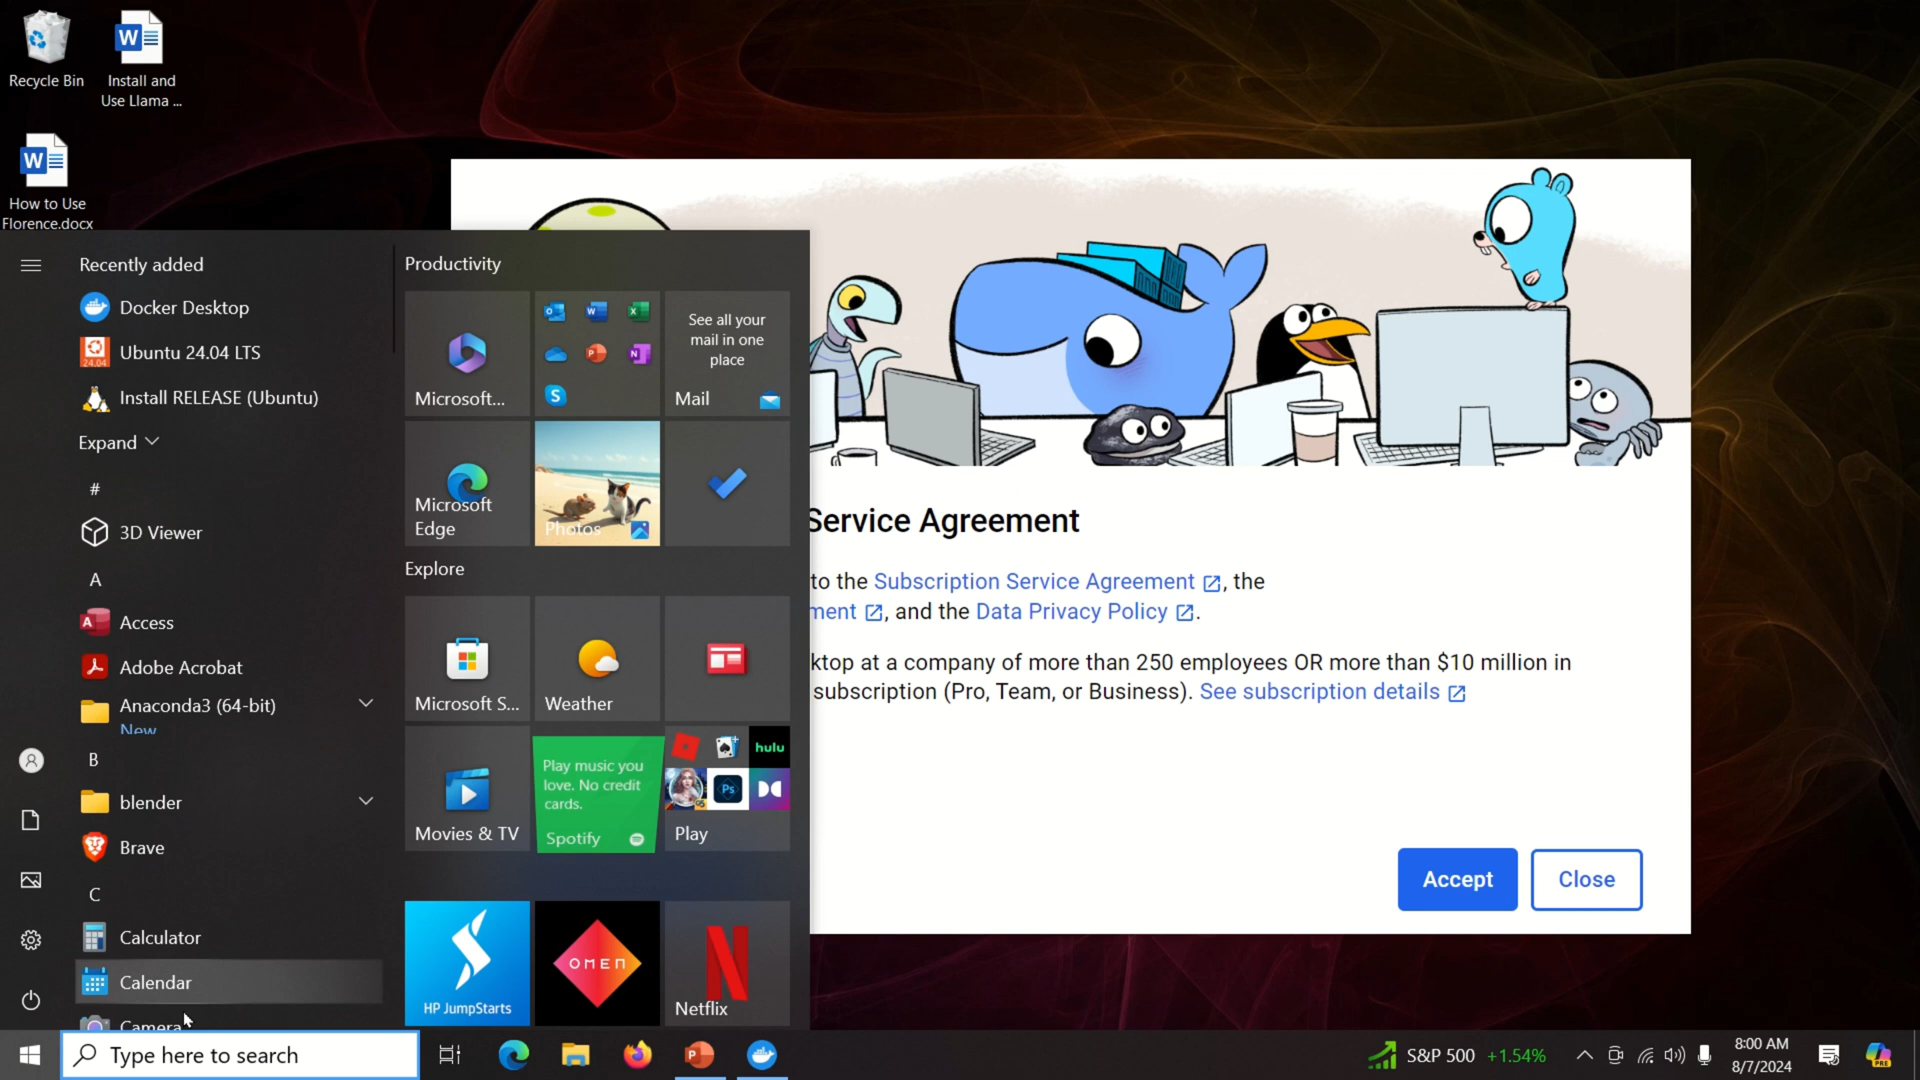 Recycle Bin
Install and
Use Llama ...
How to Use
Florence.docx
Recently added
Docker Desktop
24.04
Ubuntu 24.04 LTS
Install RELEASE (Ubuntu)
Expand
#
3D Viewer
A
Access
Adobe Acrobat
Anaconda3 (64-bit)
New
B
blender
Brave
C
Calculator
Calendar
Camera
Productivity
Microsoft...
See all your
mail in one
place
Mail
Microsoft
Edge
Photos
Explore
Microsoft S...
Weather
Movies & TV
Play music you
love. No credit
cards.
Spotify
hulu
Ps
Play
HP JumpStarts
OMEN
Netflix
Service Agreement
to the Subscription Service Agreement, the
ment, and the Data Privacy Policy.
ktop at a company of more than 250 employees OR more than $10 million in
subscription (Pro, Team, or Business). See subscription details
Accept
Close
Type here to search
S&P 500 +1.54%
8:00 AM
8/7/2024
PRE